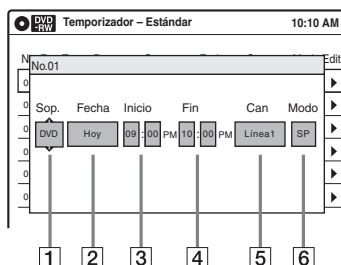 DVD -RW Temporizador – Estándar 10:10 AM
Edit
No.01
Sop. Fecha Inicio Fin Can Modo
DVD Hoy 09 : 00 PM 10 : 00 PM Línea1 SP
1 2 3 4 5 6